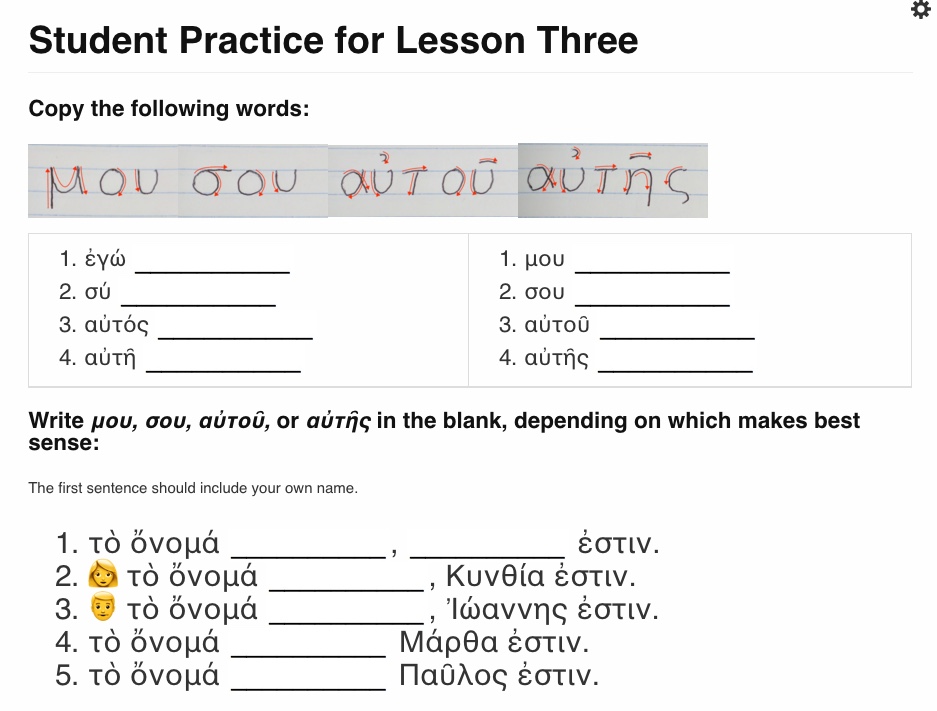 Student Practice for Lesson Three
Copy the following words:
μου σου αὐτοῦ αὐτῆς
1. ἐγώ ___________
2. σύ ___________
3. αὐτός ___________
4. αὐτῆ ___________
1. μου ___________
2. σου ___________
3. αὐτοῦ ___________
4. αὐτῆς ___________
Write μου, σου, αὐτοῦ, or αὐτῆς in the blank, depending on which makes best
sense:
The first sentence should include your own name.
1. τὸ ὄνομά __________ , __________ ἐστιν.
2. 👩 τὸ ὄνομά __________ , Κυνθία ἐστιν.
3. 👨 τὸ ὄνομά __________ , Ἰώαννης ἐστιν.
4. τὸ ὄνομά __________ Μάρθα ἐστιν.
5. τὸ ὄνομά __________ Παῦλος ἐστιν.